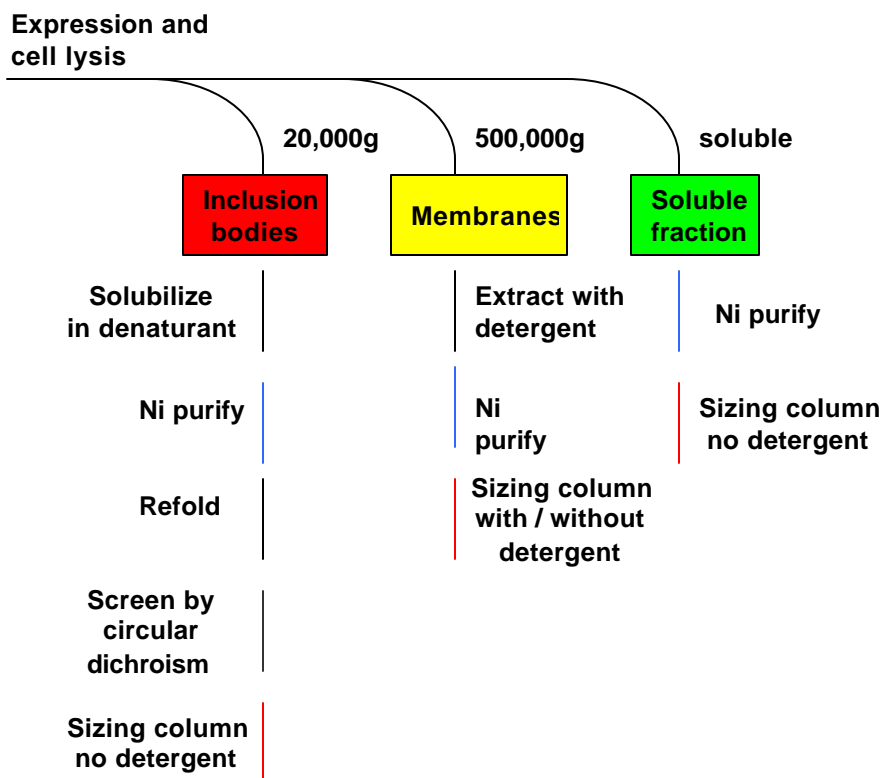 Expression and
cell lysis
20,000g
500,000g
soluble
Inclusion
bodies
Membranes
Soluble
fraction
Solubilize
in denaturant
Extract with
detergent
Ni purify
Ni purify
Ni
purify
Sizing column
no detergent
Refold
Sizing column
with / without
detergent
Screen by
circular
dichroism
Sizing column
no detergent